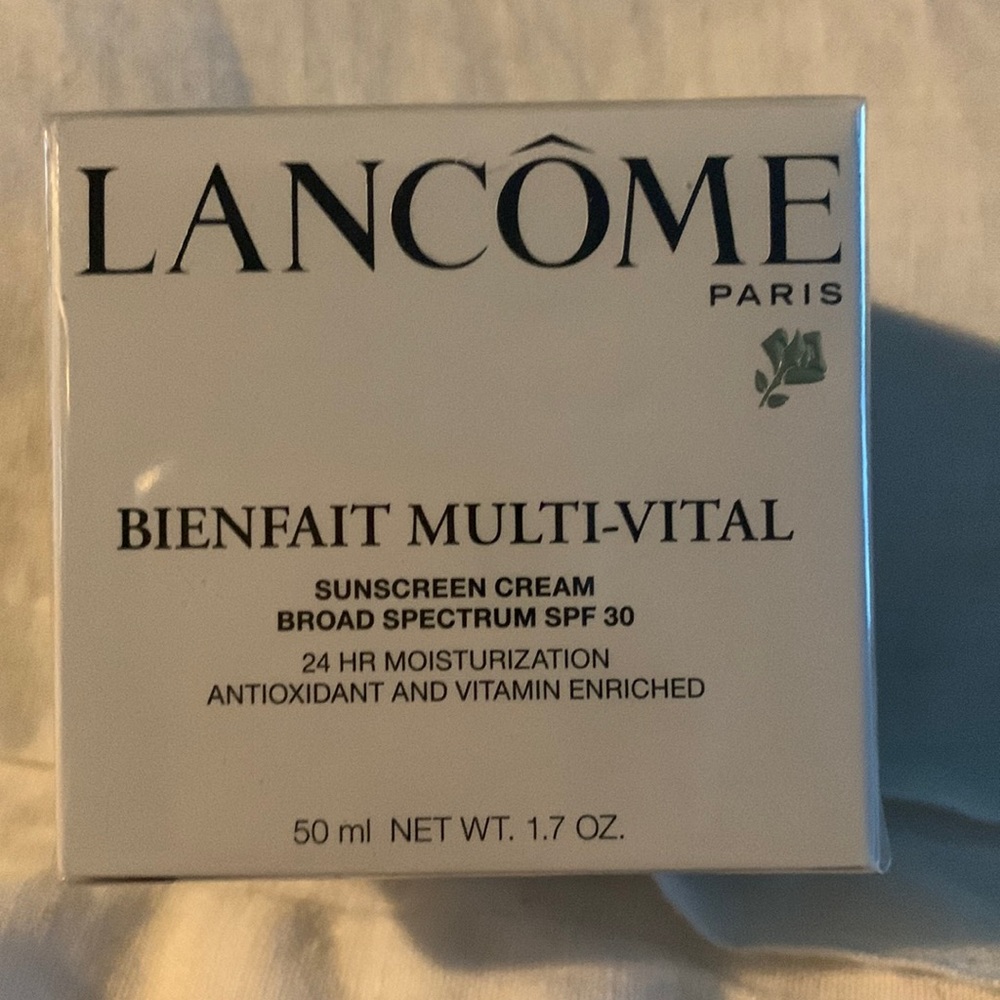 LANCÔME
PARIS
BIENFAIT MULTI-VITAL
SUNSCREEN CREAM
BROAD SPECTRUM SPF 30
24 HR MOISTURIZATION
ANTIOXIDANT AND VITAMIN ENRICHED
50 ml NET WT. 1.7 OZ.